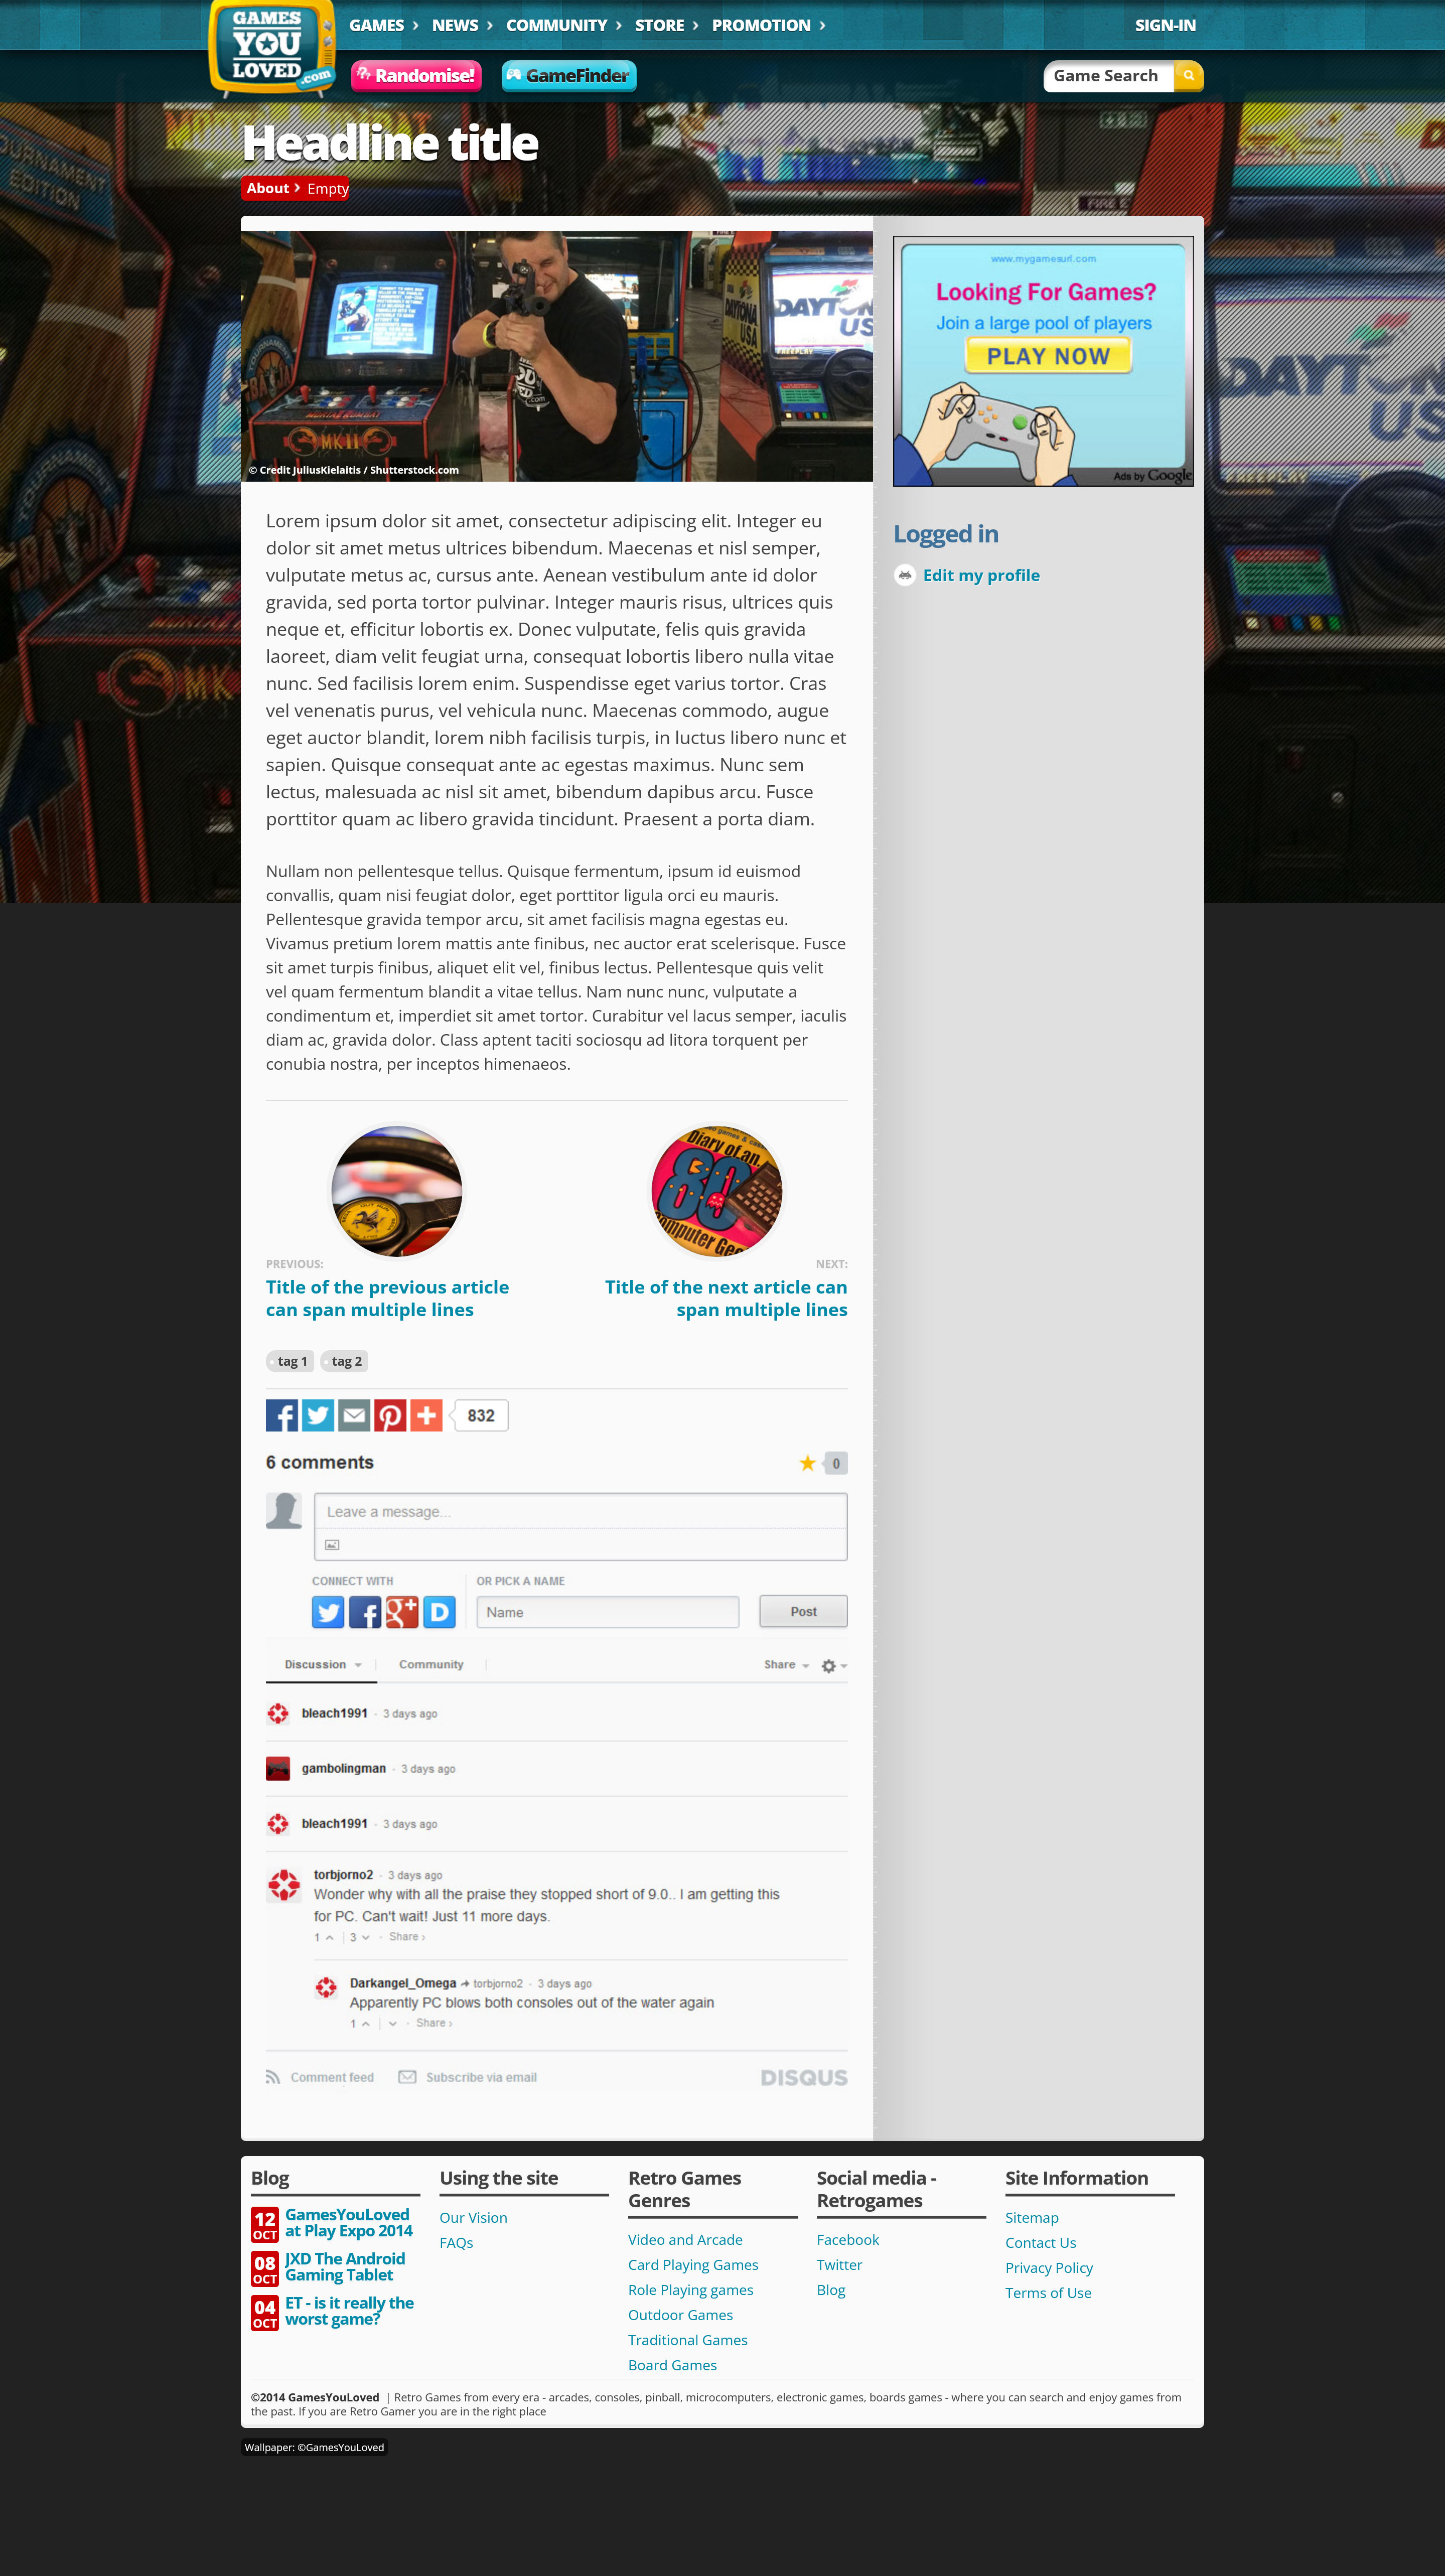 GAMES
YOU
LOVED
.com
GAMES
NEWS
COMMUNITY
STORE
PROMOTION
SIGN-IN
Randomise!
GameFinder
Game Search
Headline title
About › Empty
TOURNAMENT
EDITION
FIRE E
www.mygamesurl.com
Looking For Games?
Join a large pool of players
PLAY NOW
Ads by Google
DAYTONA
USA
DAYTO
US
MKII
DAYT
US
MK
© Credit JuliusKielaitis / Shutterstock.com
Logged in
Edit my profile
Lorem ipsum dolor sit amet, consectetur adipiscing elit. Integer eu
dolor sit amet metus ultrices bibendum. Maecenas et nisl semper,
vulputate metus ac, cursus ante. Aenean vestibulum ante id dolor
gravida, sed porta tortor pulvinar. Integer mauris risus, ultrices quis
neque et, efficitur lobortis ex. Donec vulputate, felis quis gravida
laoreet, diam velit feugiat urna, consequat lobortis libero nulla vitae
nunc. Sed facilisis lorem enim. Suspendisse eget varius tortor. Cras
vel venenatis purus, vel vehicula nunc. Maecenas commodo, augue
eget auctor blandit, lorem nibh facilisis turpis, in luctus libero nunc et
sapien. Quisque consequat ante ac egestas maximus. Nunc sem
lectus, malesuada ac nisl sit amet, bibendum dapibus arcu. Fusce
porttitor quam ac libero gravida tincidunt. Praesent a porta diam.
Nullam non pellentesque tellus. Quisque fermentum, ipsum id euismod
convallis, quam nisi feugiat dolor, eget porttitor ligula orci eu mauris.
Pellentesque gravida tempor arcu, sit amet facilisis magna egestas eu.
Vivamus pretium lorem mattis ante finibus, nec auctor erat scelerisque. Fusce
sit amet turpis finibus, aliquet elit vel, finibus lectus. Pellentesque quis velit
vel quam fermentum blandit a vitae tellus. Nam nunc nunc, vulputate a
condimentum et, imperdiet sit amet tortor. Curabitur vel lacus semper, iaculis
diam ac, gravida dolor. Class aptent taciti sociosqu ad litora torquent per
conubia nostra, per inceptos himenaeos.
Diary of an
80
Computer Gee
PREVIOUS:
Title of the previous article
can span multiple lines
NEXT:
Title of the next article can
span multiple lines
tag 1
tag 2
832
6 comments
0
Leave a message...
CONNECT WITH
OR PICK A NAME
Name
Post
Discussion
Community
Share
bleach1991 · 3 days ago
gambolingman · 3 days ago
bleach1991 · 3 days ago
torbjorno2 · 3 days ago
Wonder why with all the praise they stopped short of 9.0.. I am getting this
for PC. Can't wait! Just 11 more days.
1 | 3 · Share ›
Darkangel_Omega torbjorno2 · 3 days ago
Apparently PC blows both consoles out of the water again
1 | · Share ›
Comment feed
Subscribe via email
DISQUS
Blog
12 OCT
GamesYouLoved
at Play Expo 2014
08 OCT
JXD The Android
Gaming Tablet
04 OCT
ET - is it really the
worst game?
Using the site
Our Vision
FAQs
Retro Games
Genres
Video and Arcade
Card Playing Games
Role Playing games
Outdoor Games
Traditional Games
Board Games
Social media -
Retrogames
Facebook
Twitter
Blog
Site Information
Sitemap
Contact Us
Privacy Policy
Terms of Use
©2014 GamesYouLoved | Retro Games from every era - arcades, consoles, pinball, microcomputers, electronic games, boards games - where you can search and enjoy games from
the past. If you are Retro Gamer you are in the right place
Wallpaper: ©GamesYouLoved